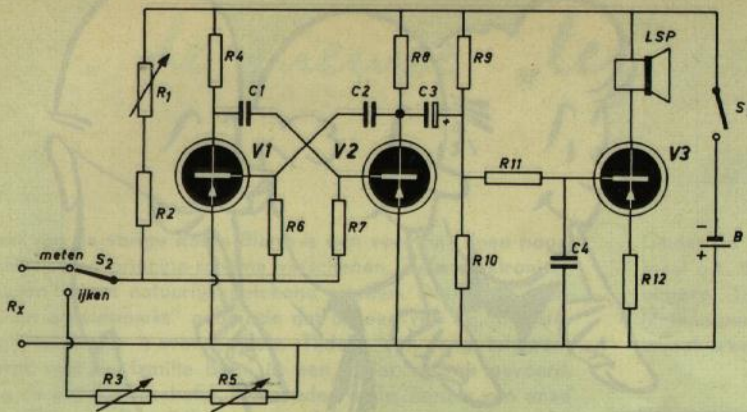 LSP
R4
R8
R9
R1
C1
C2
C3
+
S
V1
V2
V3
R11
R2
R6
R7
R10
C4
−
B
+
meten
S2
ijken
R12
Rx
R3
R5